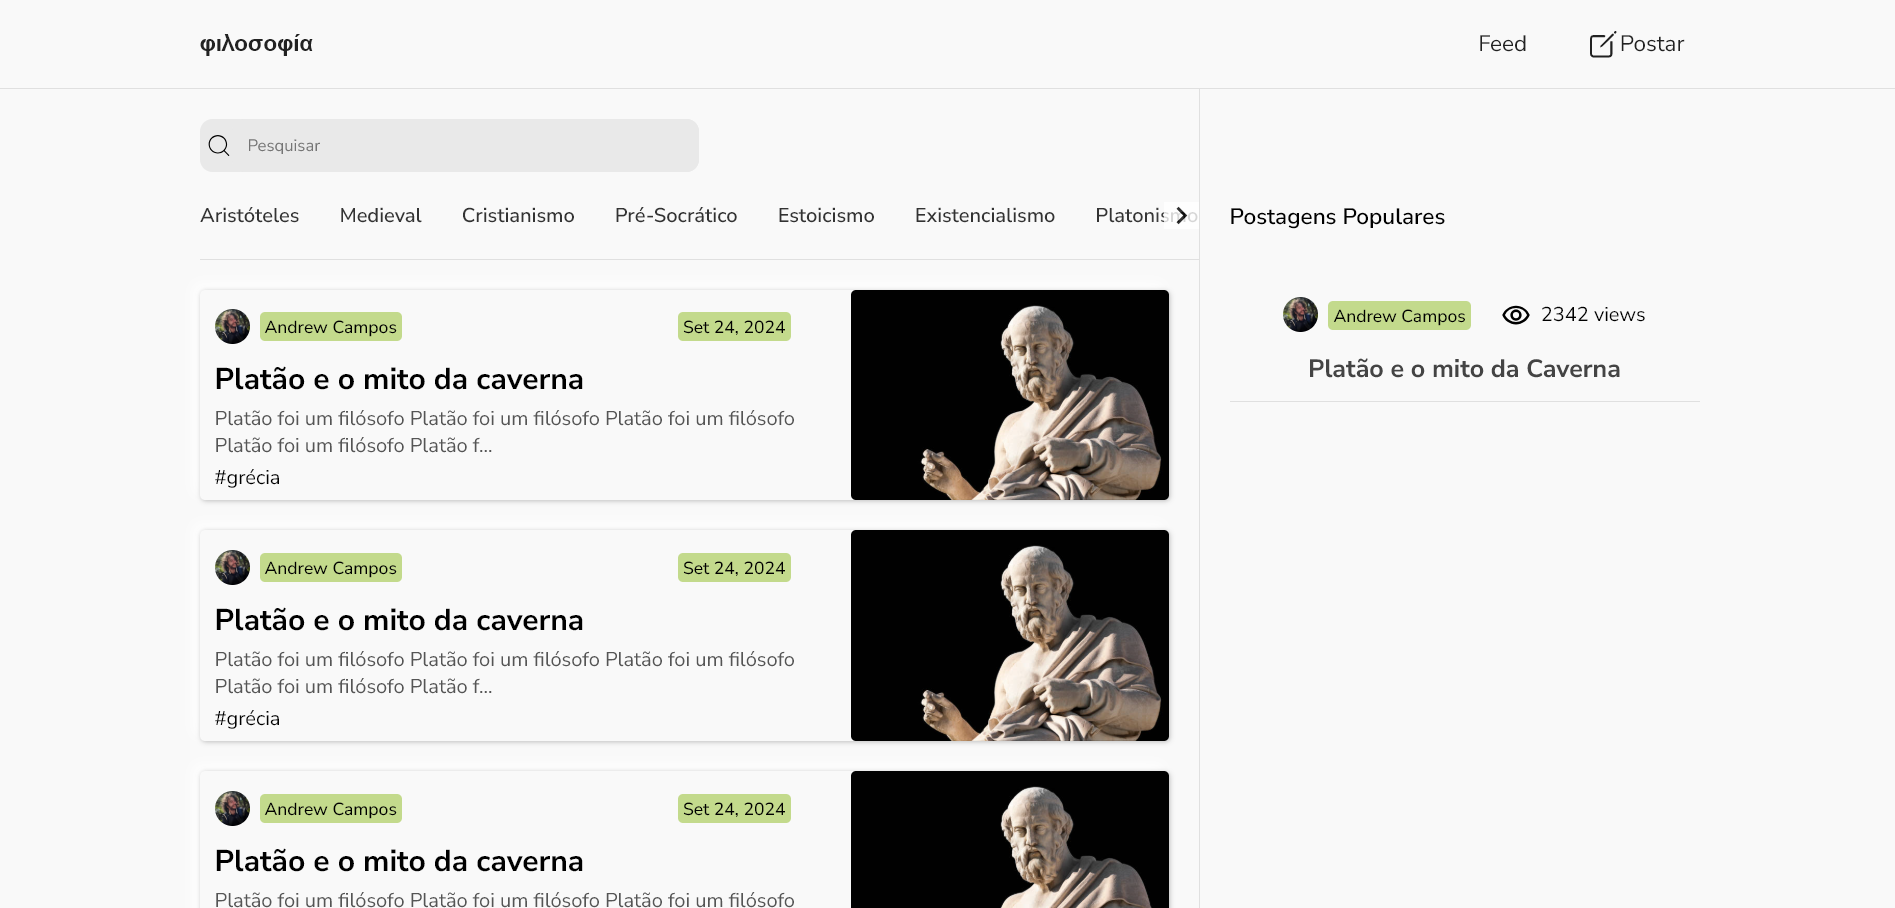 φιλοσοφία
Feed
Postar
Pesquisar
Aristóteles Medieval Cristianismo Pré-Socrático Estoicismo Existencialismo Platonismo
Andrew Campos
Set 24, 2024
Platão e o mito da caverna
Platão foi um filósofo Platão foi um filósofo Platão foi um filósofo
Platão foi um filósofo Platão f...
#grécia
Andrew Campos
Set 24, 2024
Platão e o mito da caverna
Platão foi um filósofo Platão foi um filósofo Platão foi um filósofo
Platão foi um filósofo Platão f...
#grécia
Andrew Campos
Set 24, 2024
Platão e o mito da caverna
Platão foi um filósofo Platão foi um filósofo Platão foi um filósofo
Postagens Populares
Andrew Campos
2342 views
Platão e o mito da Caverna